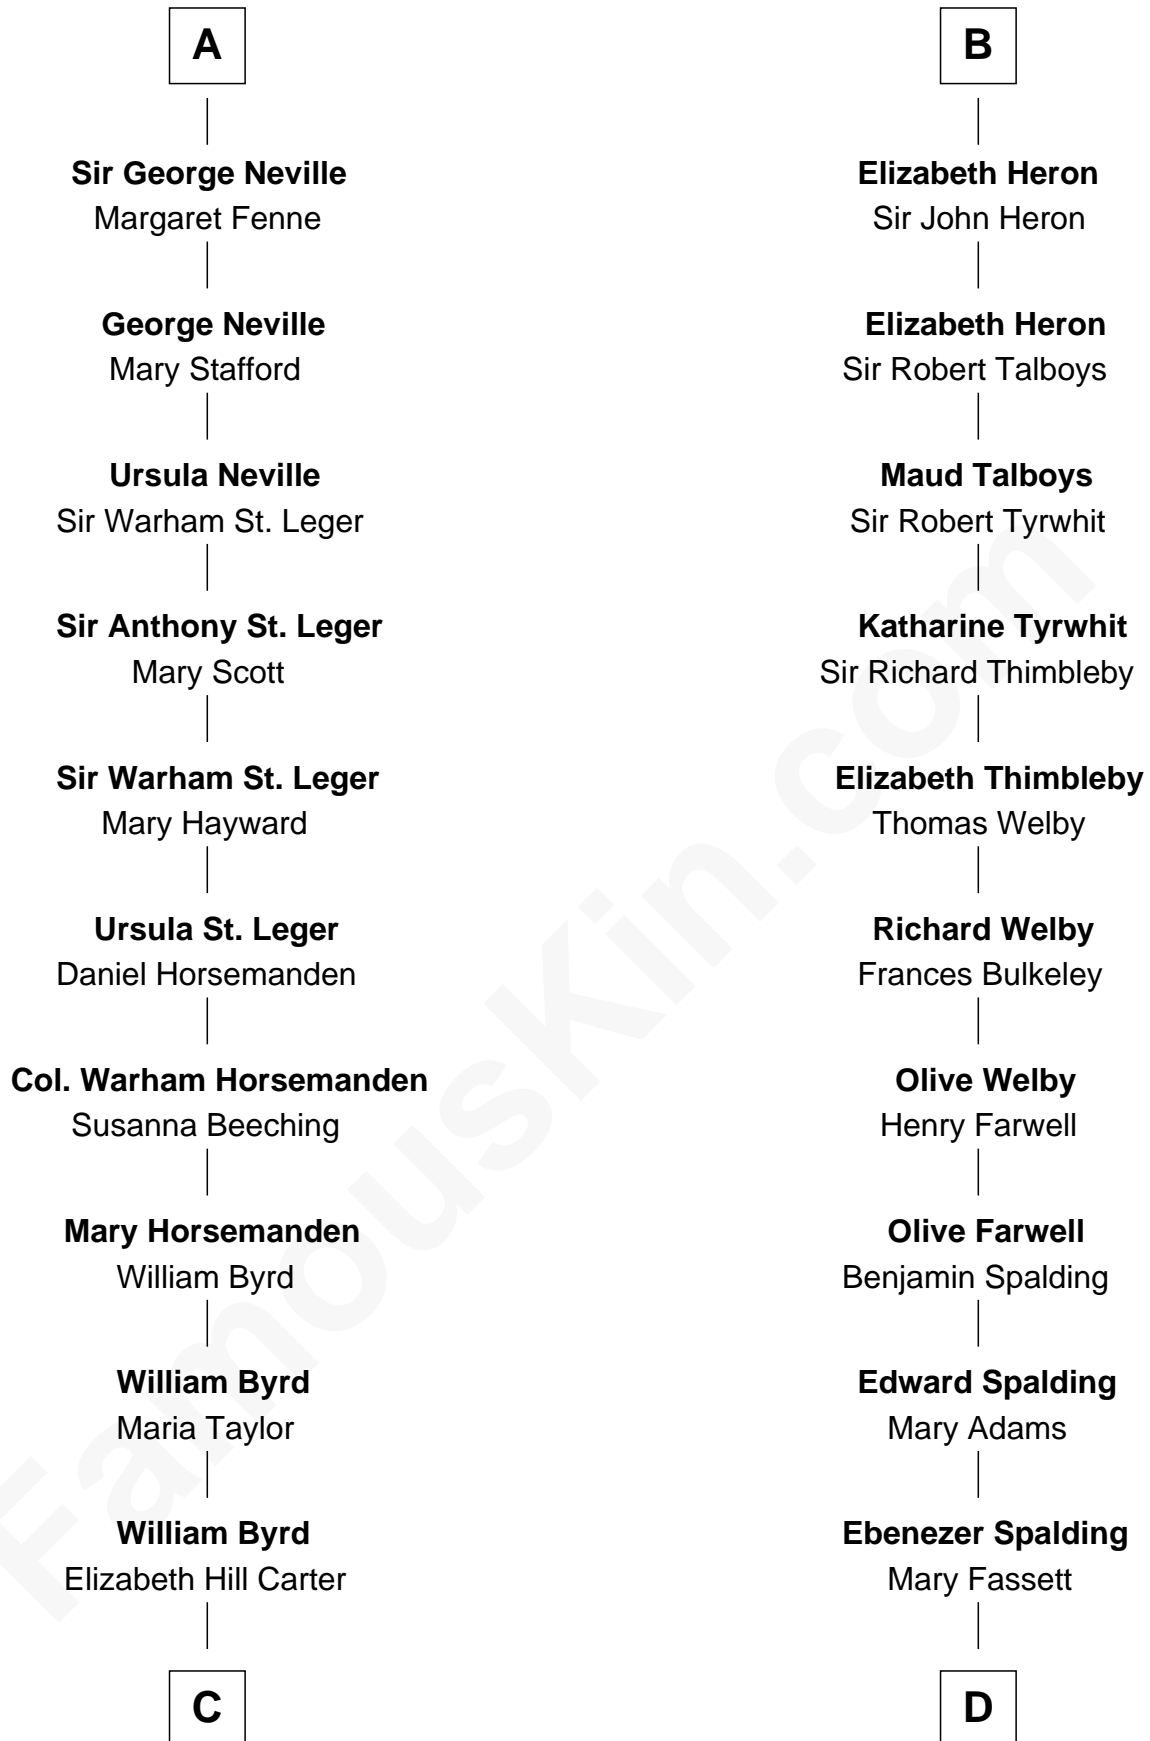 A
Sir George Neville
Margaret Fenne
George Neville
Mary Stafford
Ursula Neville
Sir Warham St. Leger
Sir Anthony St. Leger
Mary Scott
Sir Warham St. Leger
Mary Hayward
Ursula St. Leger
Daniel Horsemanden
Col. Warham Horsemanden
Susanna Beeching
Mary Horsemanden
William Byrd
William Byrd
Maria Taylor
William Byrd
Elizabeth Hill Carter
C
B
Elizabeth Heron
Sir John Heron
Elizabeth Heron
Sir Robert Talboys
Maud Talboys
Sir Robert Tyrwhit
Katharine Tyrwhit
Sir Richard Thimbleby
Elizabeth Thimbleby
Thomas Welby
Richard Welby
Frances Bulkeley
Olive Welby
Henry Farwell
Olive Farwell
Benjamin Spalding
Edward Spalding
Mary Adams
Ebenezer Spalding
Mary Fassett
D
FamousKin.com